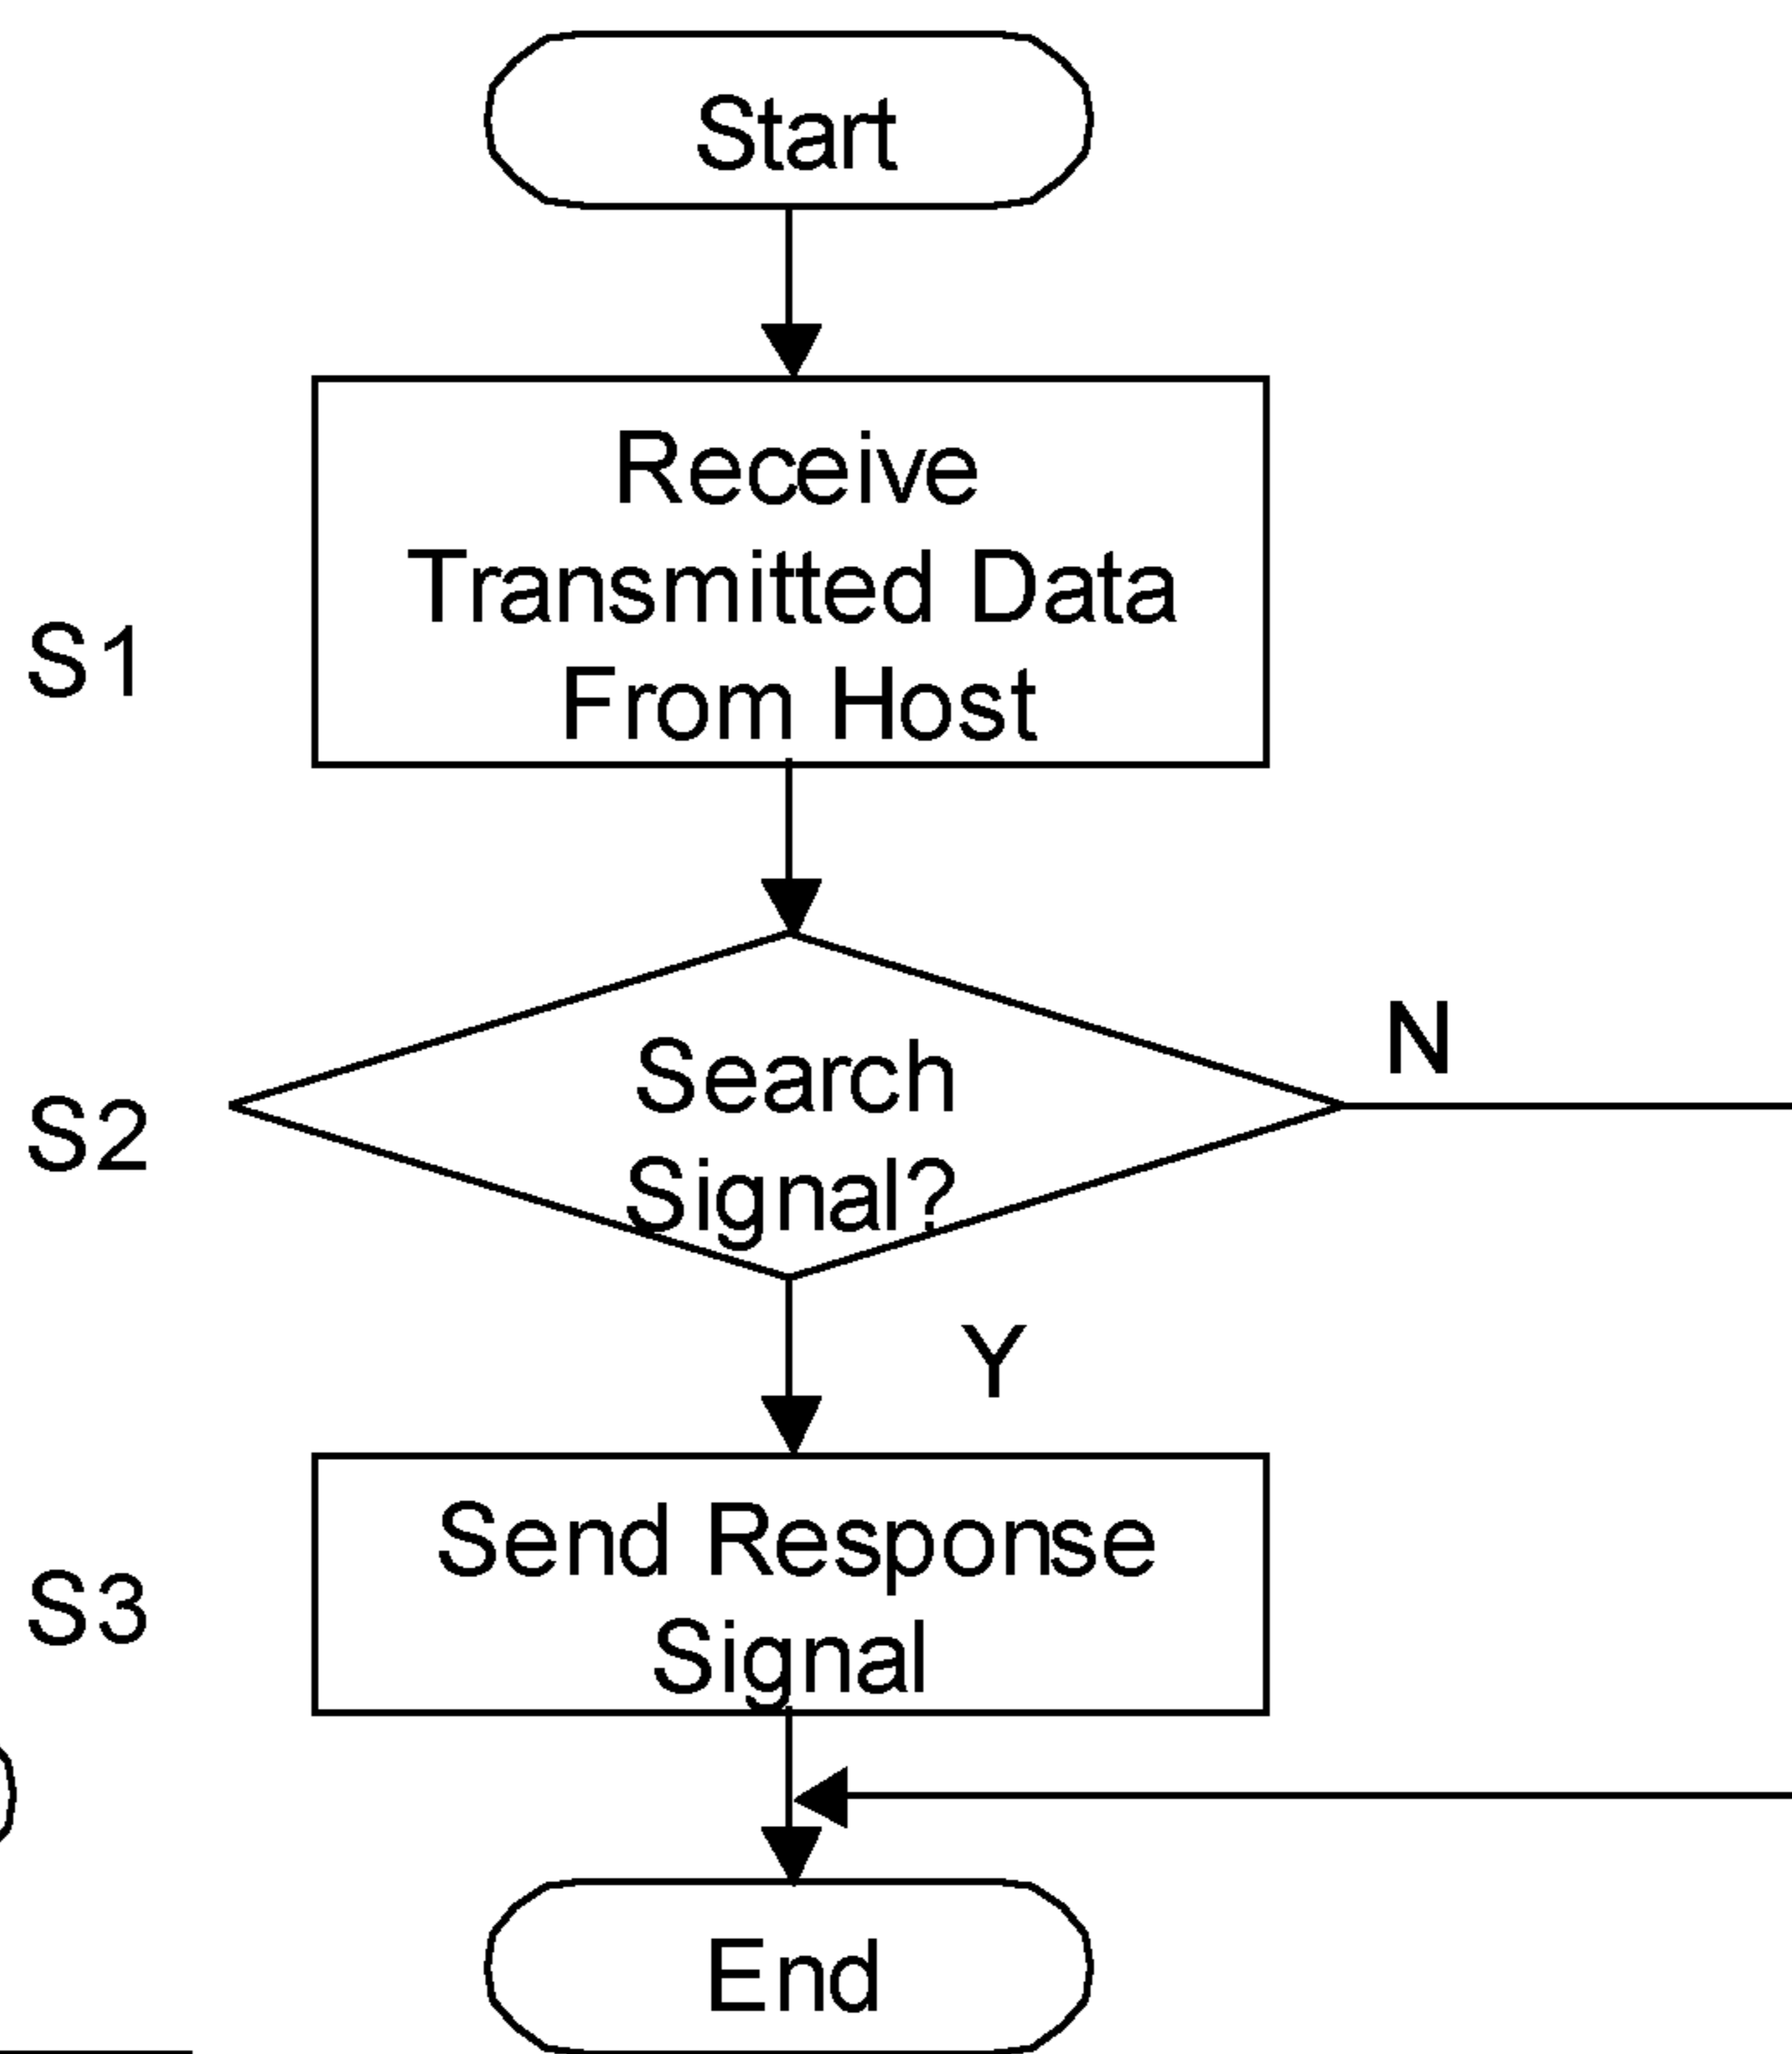 Start
Receive
Transmitted Data
From Host
S1
Search
Signal?
N
S2
Y
Send Response
Signal
S3
End